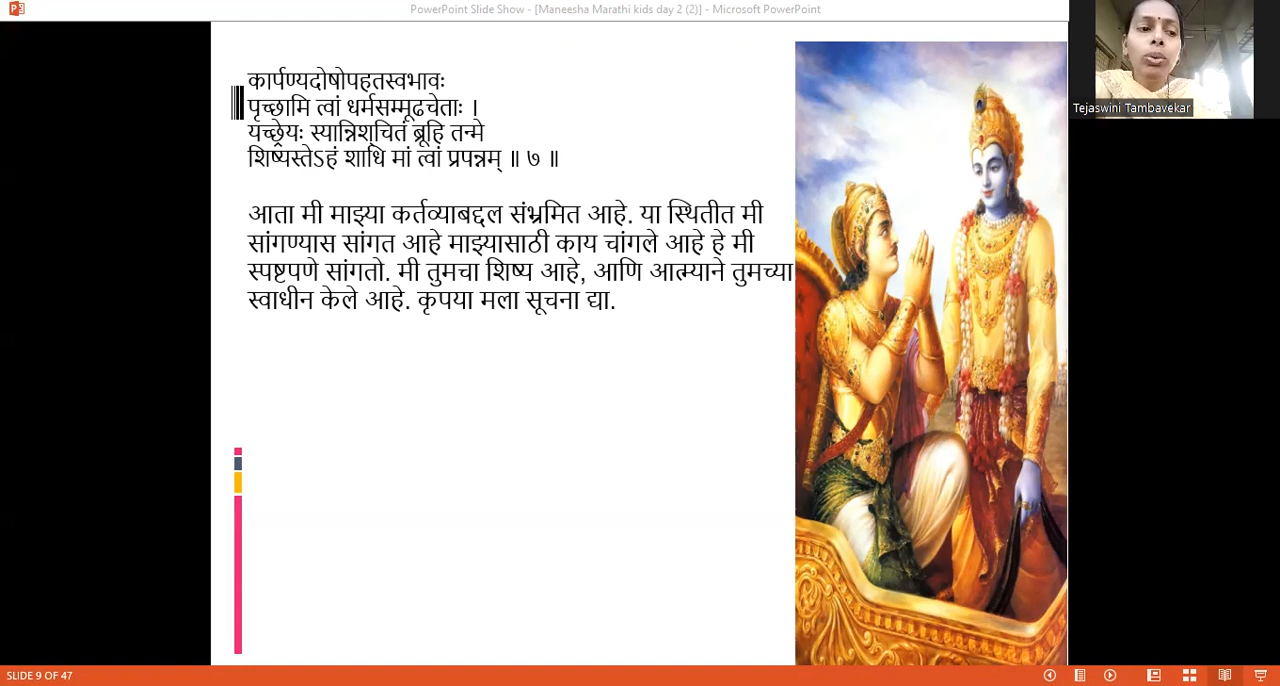 PowerPoint Slide Show - [Maneesha Marathi kids day 2 (2)] - Microsoft PowerPoint
Tejaswini Tambavekar
कार्पण्यदोषोपहतस्वभावः
पृच्छामि त्वां धर्मसम्मूढचेताः ।
यच्छ्रेयः स्यान्निश्चितं ब्रूहि तन्मे
शिष्यस्तेऽहं शाधि मां त्वां प्रपन्नम् ॥ ७ ॥
आता मी माझ्या कर्तव्याबद्दल संभ्रमित आहे. या स्थितीत मी
सांगण्यास सांगत आहे माझ्यासाठी काय चांगले आहे हे मी
स्पष्टपणे सांगतो. मी तुमचा शिष्य आहे, आणि आत्म्याने तुमच्या
स्वाधीन केले आहे. कृपया मला सूचना द्या.
SLIDE 9 OF 47